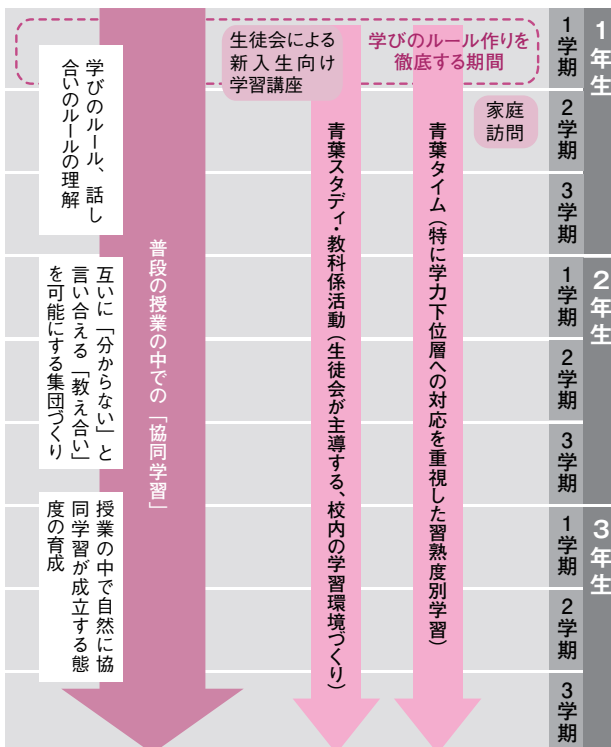 1年生
1学期
2学期
3学期
2年生
1学期
2学期
3学期
3年生
1学期
2学期
3学期
学びのルール作りを
徹底する期間
家庭
訪問
生徒会による
新入生向け
学習講座
青葉タイム(特に学力下位層への対応を重視した習熟度別学習)
青葉スタディ・教科係活動(生徒会が主導する、校内の学習環境づくり)
普段の授業の中での「協同学習」
学びのルール、話し
合いのルールの理解
互いに「分からない」と
言い合える「教え合い」
を可能にする集団づくり
授業の中で自然に協
同学習が成立する態
度の育成